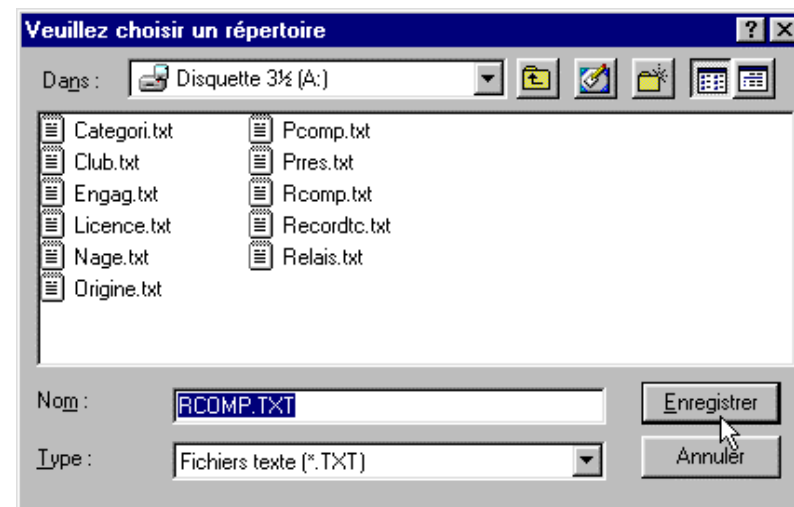 Veuillez choisir un répertoire
Dans : Disquette 3½ (A:)
Categori.txt
Club.txt
Engag.txt
Licence.txt
Nage.txt
Origine.txt
Pcomp.txt
Prres.txt
Rcomp.txt
Recordtc.txt
Relais.txt
Nom : RCOMP.TXT
Enregistrer
Type : Fichiers texte (*.TXT)
Annuler